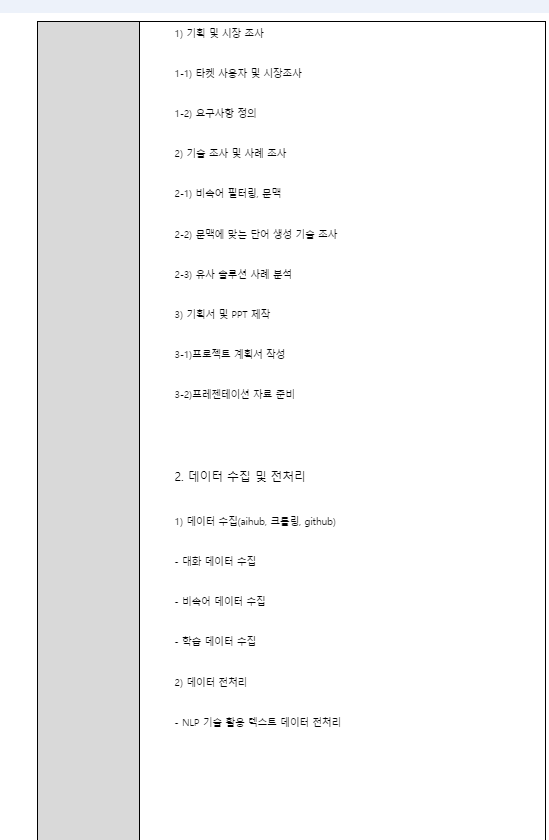 1) 기획 및 시장 조사
1-1) 타켓 사용자 및 시장조사
1-2) 요구사항 정의
2) 기술 조사 및 사례 조사
2-1) 비속어 필터링, 문맥
2-2) 문맥에 맞는 단어 생성 기술 조사
2-3) 유사 솔루션 사례 분석
3) 기획서 및 PPT 제작
3-1)프로젝트 계획서 작성
3-2)프레젠테이션 자료 준비
2. 데이터 수집 및 전처리
1) 데이터 수집(aihub, 크롤링, github)
- 대화 데이터 수집
- 비속어 데이터 수집
- 학습 데이터 수집
2) 데이터 전처리
- NLP 기술 활용 텍스트 데이터 전처리